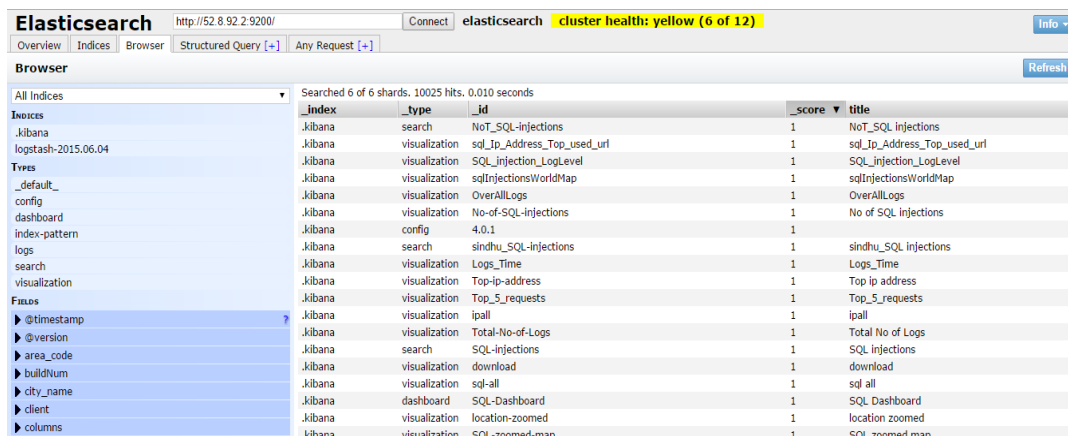 Elasticsearch http://52.8.92.2:9200/ Connect elasticsearch cluster health: yellow (6 of 12) Info
Overview Indices Browser Structured Query [+] Any Request [+]
Browser Refresh
All Indices
INDICES
.kibana
logstash-2015.06.04
TYPES
_default_
config
dashboard
index-pattern
logs
search
visualization
FIELDS
@timestamp ?
@version
area_code
buildNum
city_name
client
columns
Searched 6 of 6 shards. 10025 hits. 0.010 seconds
_index _type _id _score ▼ title
.kibana search NoT_SQL-injections 1 NoT_SQL injections
.kibana visualization sql_Ip_Address_Top_used_url 1 sql_Ip_Address_Top_used_url
.kibana visualization SQL_injection_LogLevel 1 SQL_injection_LogLevel
.kibana visualization sqlInjectionsWorldMap 1 sqlInjectionsWorldMap
.kibana visualization OverAllLogs 1 OverAllLogs
.kibana visualization No-of-SQL-injections 1 No of SQL injections
.kibana config 4.0.1 1
.kibana search sindhu_SQL-injections 1 sindhu_SQL injections
.kibana visualization Logs_Time 1 Logs_Time
.kibana visualization Top-ip-address 1 Top ip address
.kibana visualization Top_5_requests 1 Top_5_requests
.kibana visualization ipall 1 ipall
.kibana visualization Total-No-of-Logs 1 Total No of Logs
.kibana search SQL-injections 1 SQL injections
.kibana visualization download 1 download
.kibana visualization sql-all 1 sql all
.kibana dashboard SQL-Dashboard 1 SQL Dashboard
.kibana visualization location-zoomed 1 location zoomed
.kibana visualization SQL-zoomed-map 1 SQL zoomed map